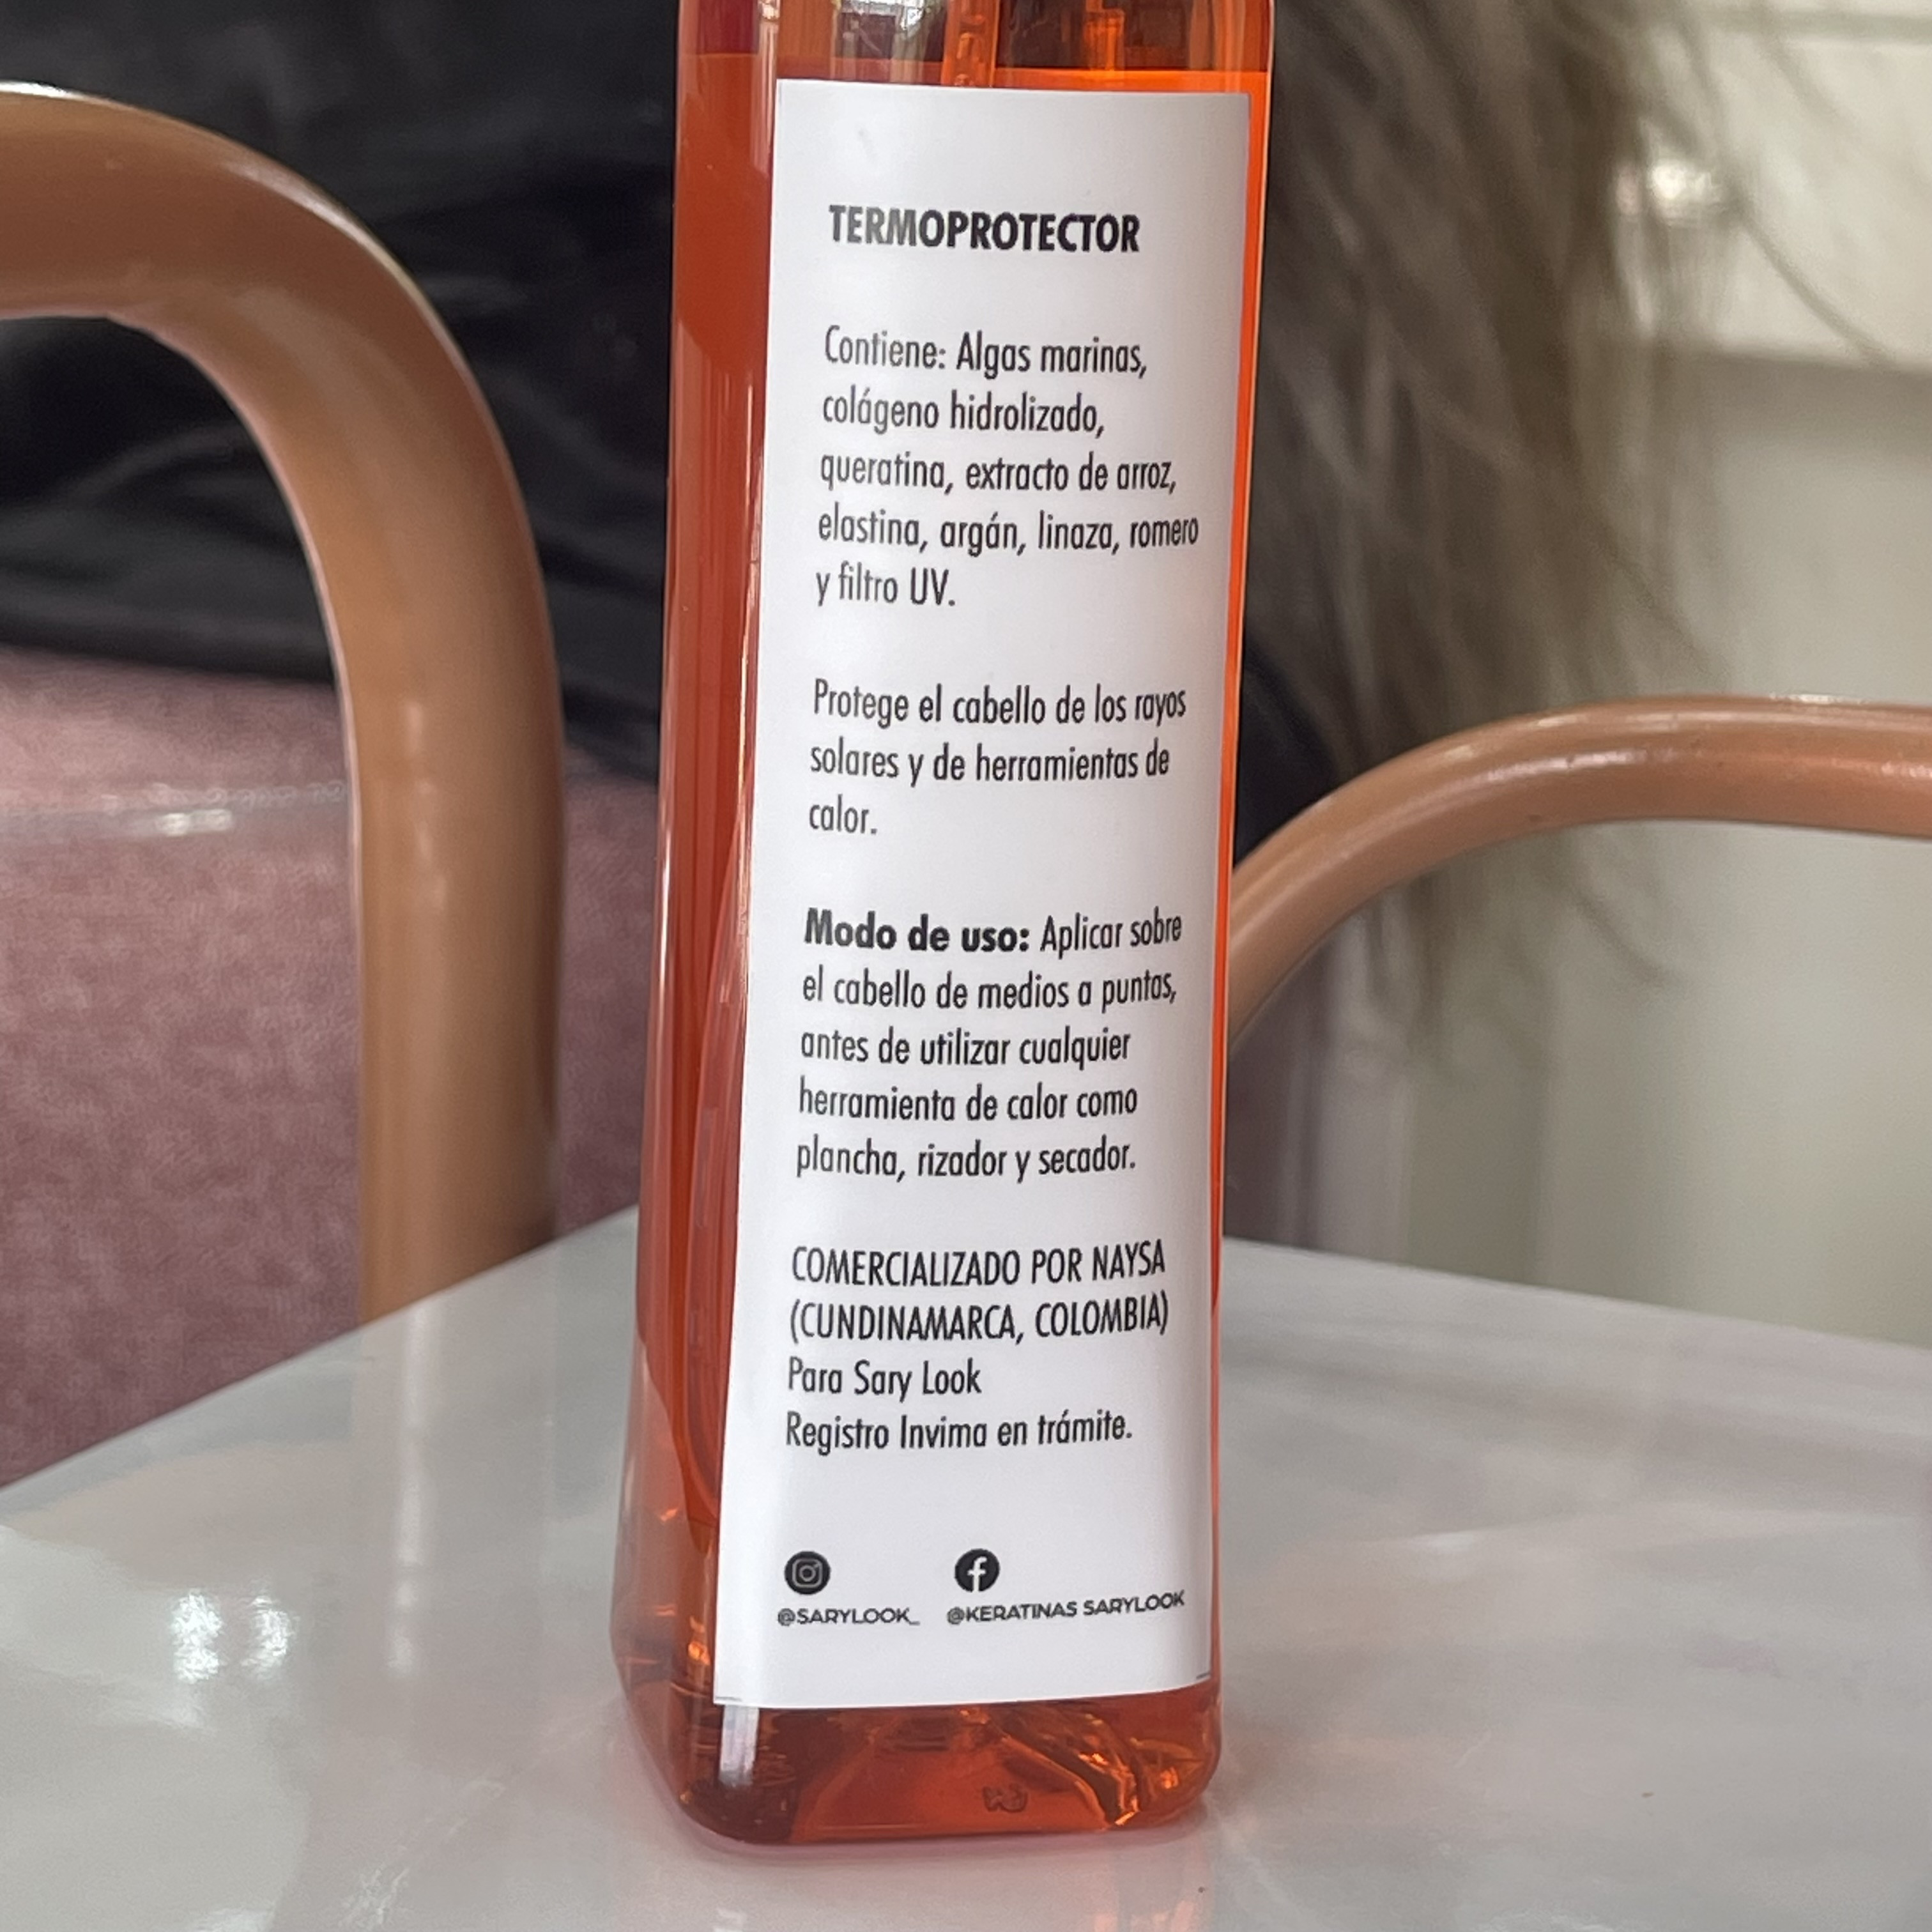 TERMOPROTECTOR
Contiene: Algas marinas,
colágeno hidrolizado,
queratina, extracto de arroz,
elastina, argán, linaza, romero
y filtro UV.
Protege el cabello de los rayos
solares y de herramientas de
calor.
Modo de uso: Aplicar sobre
el cabello de medios a puntas,
antes de utilizar cualquier
herramienta de calor como
plancha, rizador y secador.
COMERCIALIZADO POR NAYSA
(CUNDINAMARCA, COLOMBIA)
Para Sary Look
Registro Invima en trámite.
@SARYLOOK_ @KERATINAS SARYLOOK